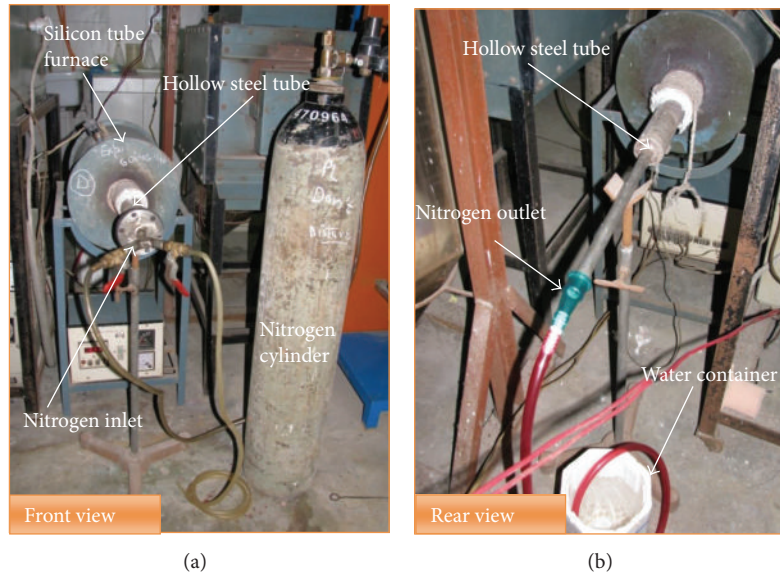 Silicon tube
furnace
Hollow steel tube
470964
Nitrogen
cylinder
Nitrogen inlet
Front view
(a)
Hollow steel tube
Nitrogen outlet
Water container
Rear view
(b)